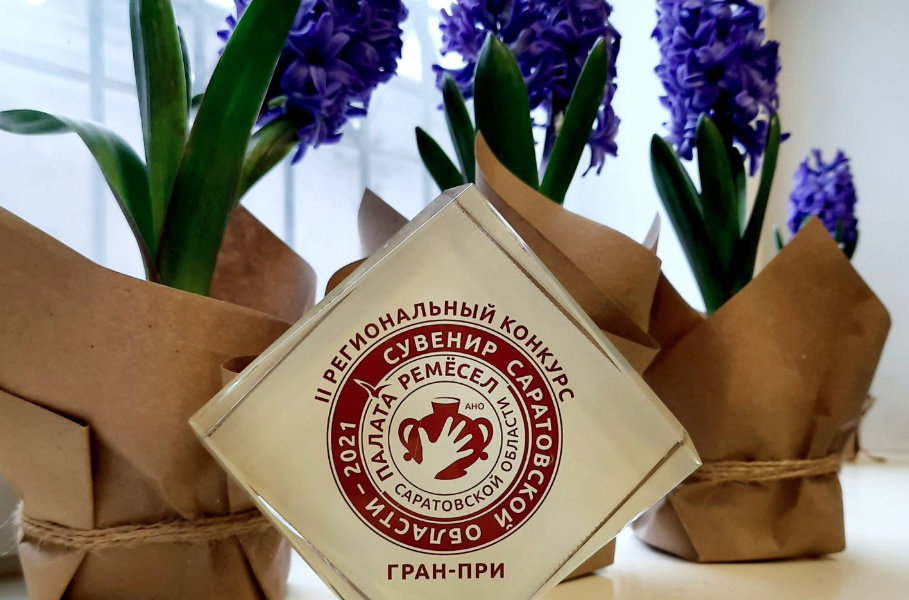 II РЕГИОНАЛЬНЫЙ КОНКУРС
СУВЕНИР САРАТОВСКОЙ ОБЛАСТИ – 2021
ПАЛАТА РЕМЁСЕЛ
САРАТОВСКОЙ ОБЛАСТИ
АНО
ГРАН-ПРИ